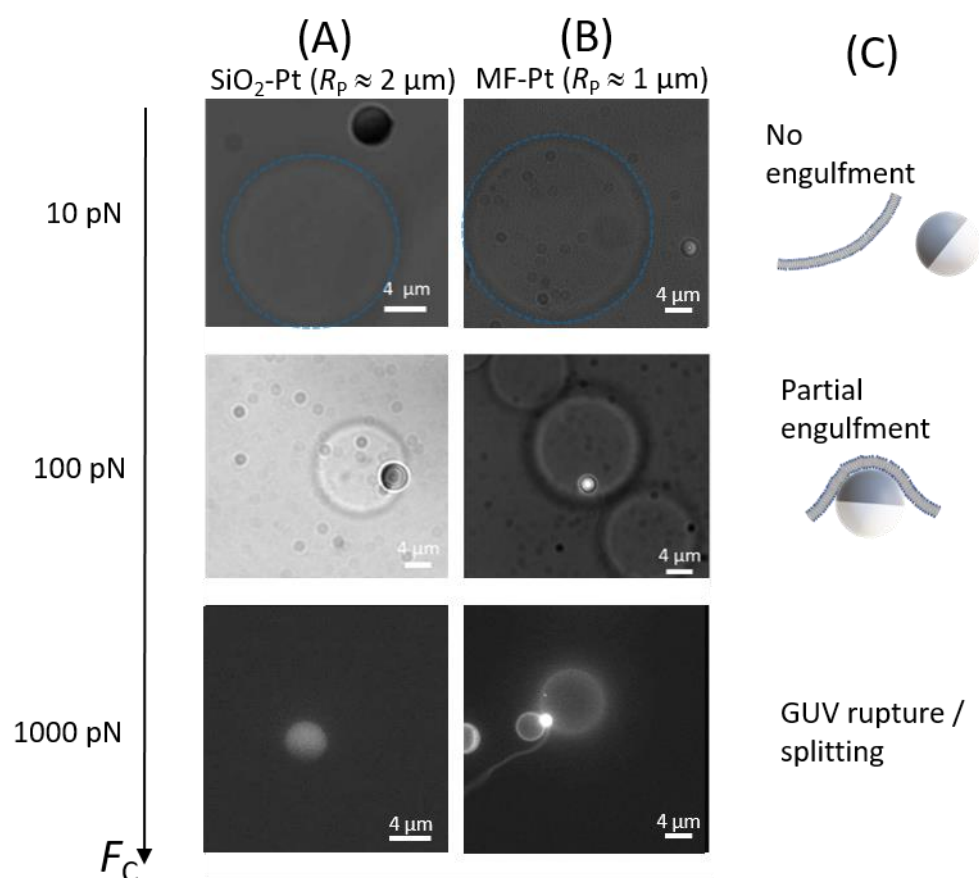 (A)
SiO₂-Pt (Rₚ ≈ 2 μm)
(B)
MF-Pt (Rₚ ≈ 1 μm)
(C)
10 pN
4 μm
4 μm
No
engulfment
100 pN
4 μm
4 μm
Partial
engulfment
1000 pN
4 μm
4 μm
GUV rupture /
splitting
F_C